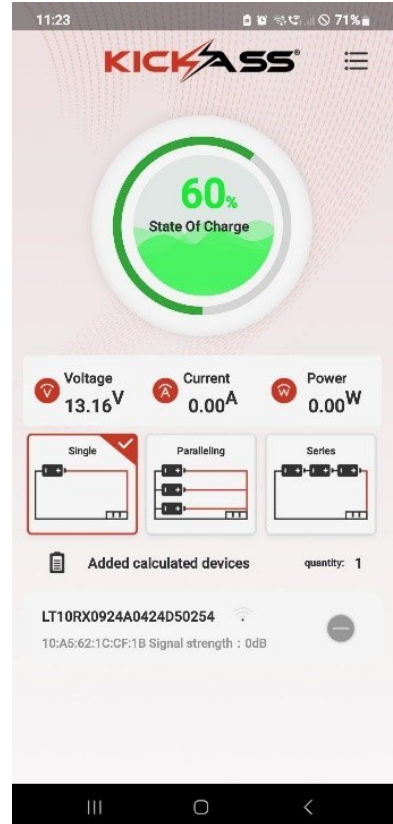 11:23 71%
KICKASS®
60%
State Of Charge
Voltage Current Power
13.16V 0.00A 0.00W
Single Paralleling Series
Added calculated devices quantity: 1
LT10RX0924A0424D50254
10:A5:62:1C:CF:1B Signal strength : 0dB